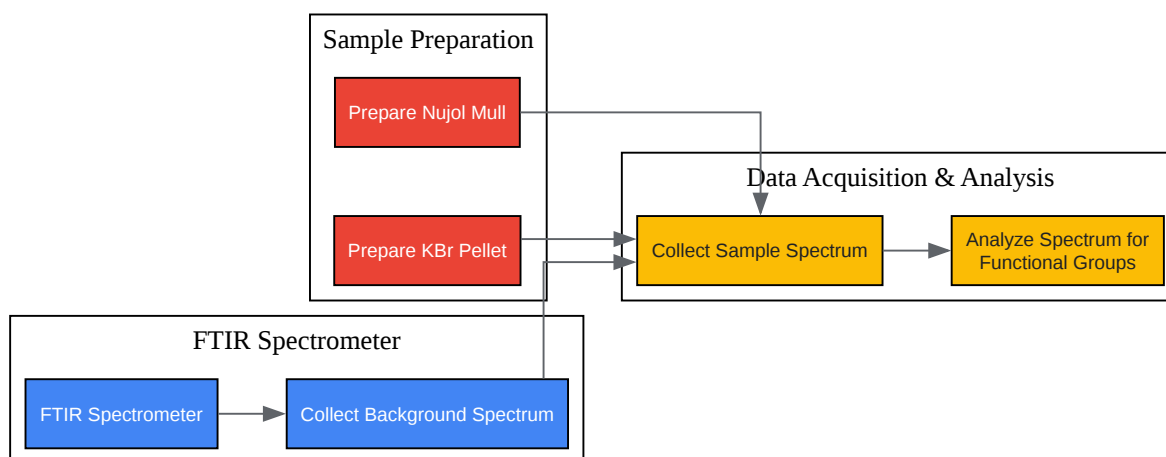 Sample Preparation
Prepare Nujol Mull
Prepare KBr Pellet
Data Acquisition & Analysis
Collect Sample Spectrum
Analyze Spectrum for
Functional Groups
FTIR Spectrometer
FTIR Spectrometer
Collect Background Spectrum